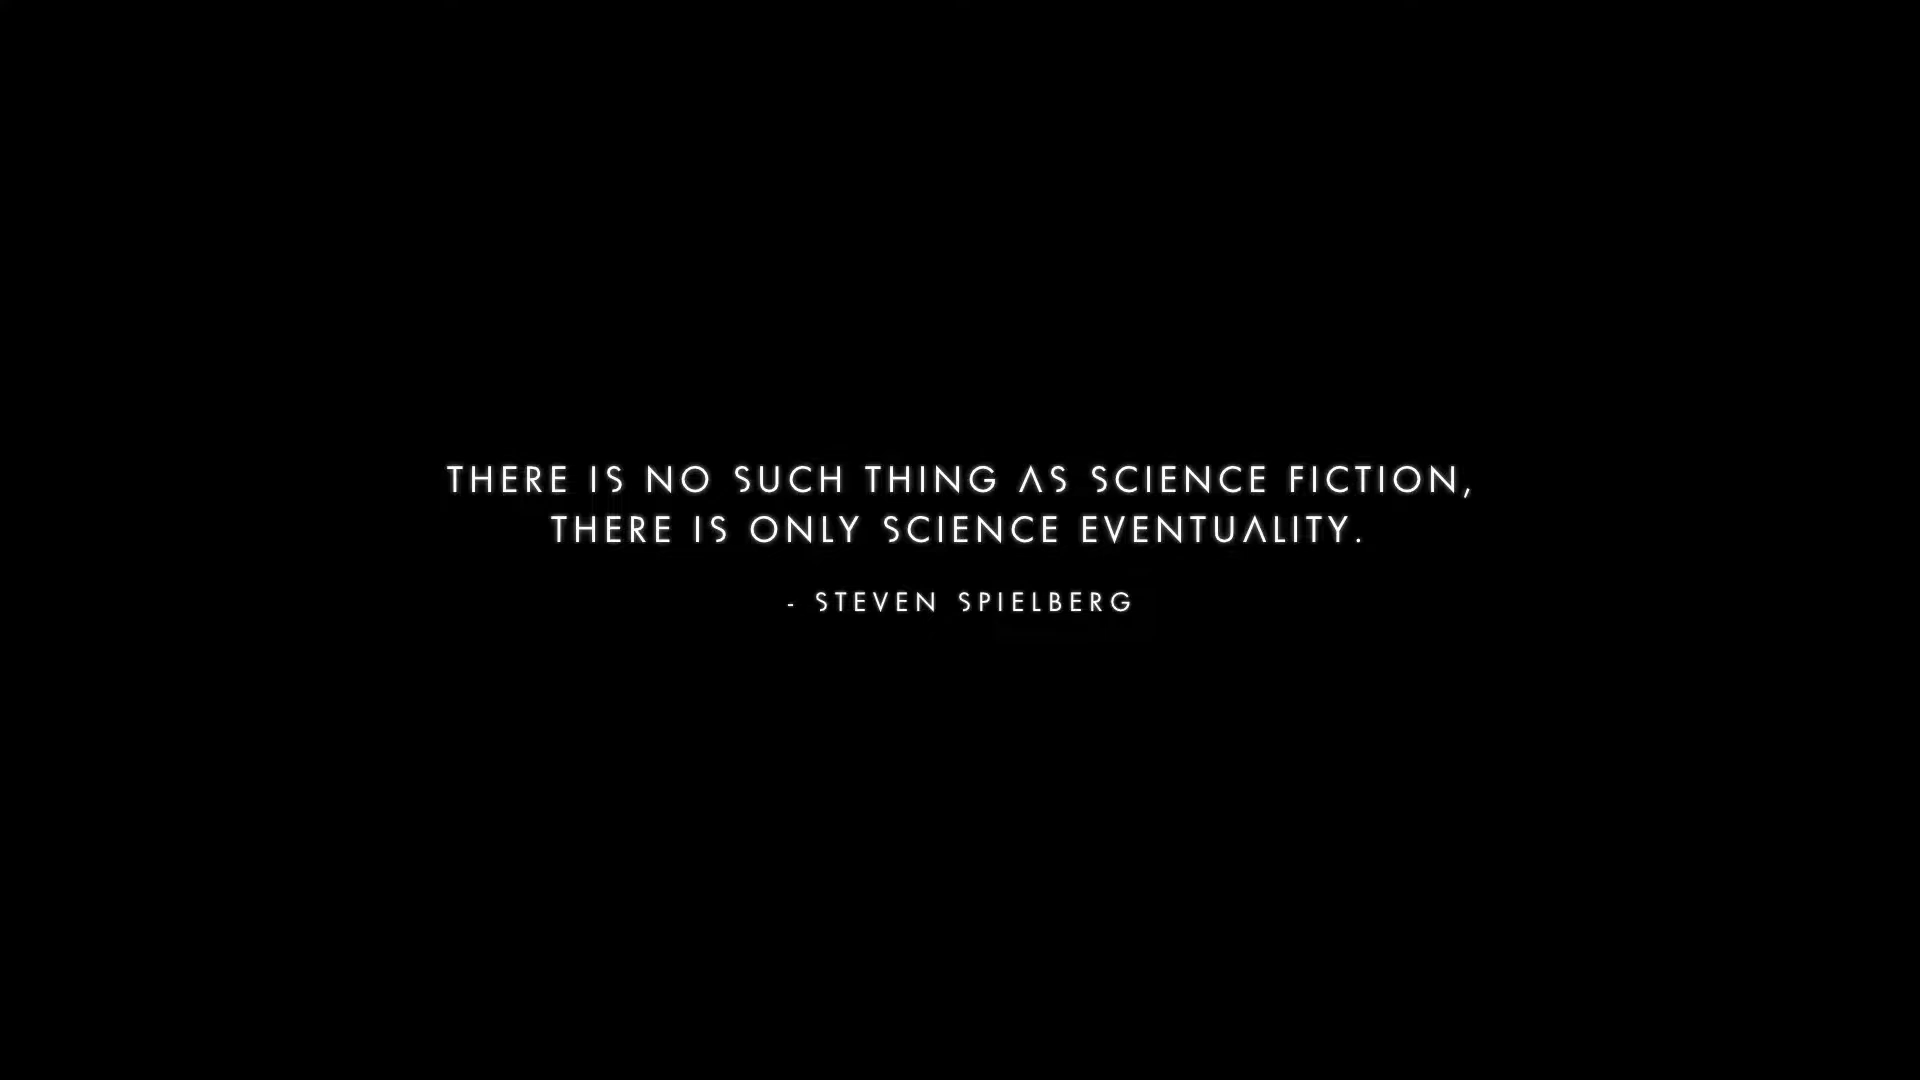 THERE IS NO SUCH THING AS SCIENCE FICTION,
THERE IS ONLY SCIENCE EVENTUALITY.
- STEVEN SPIELBERG